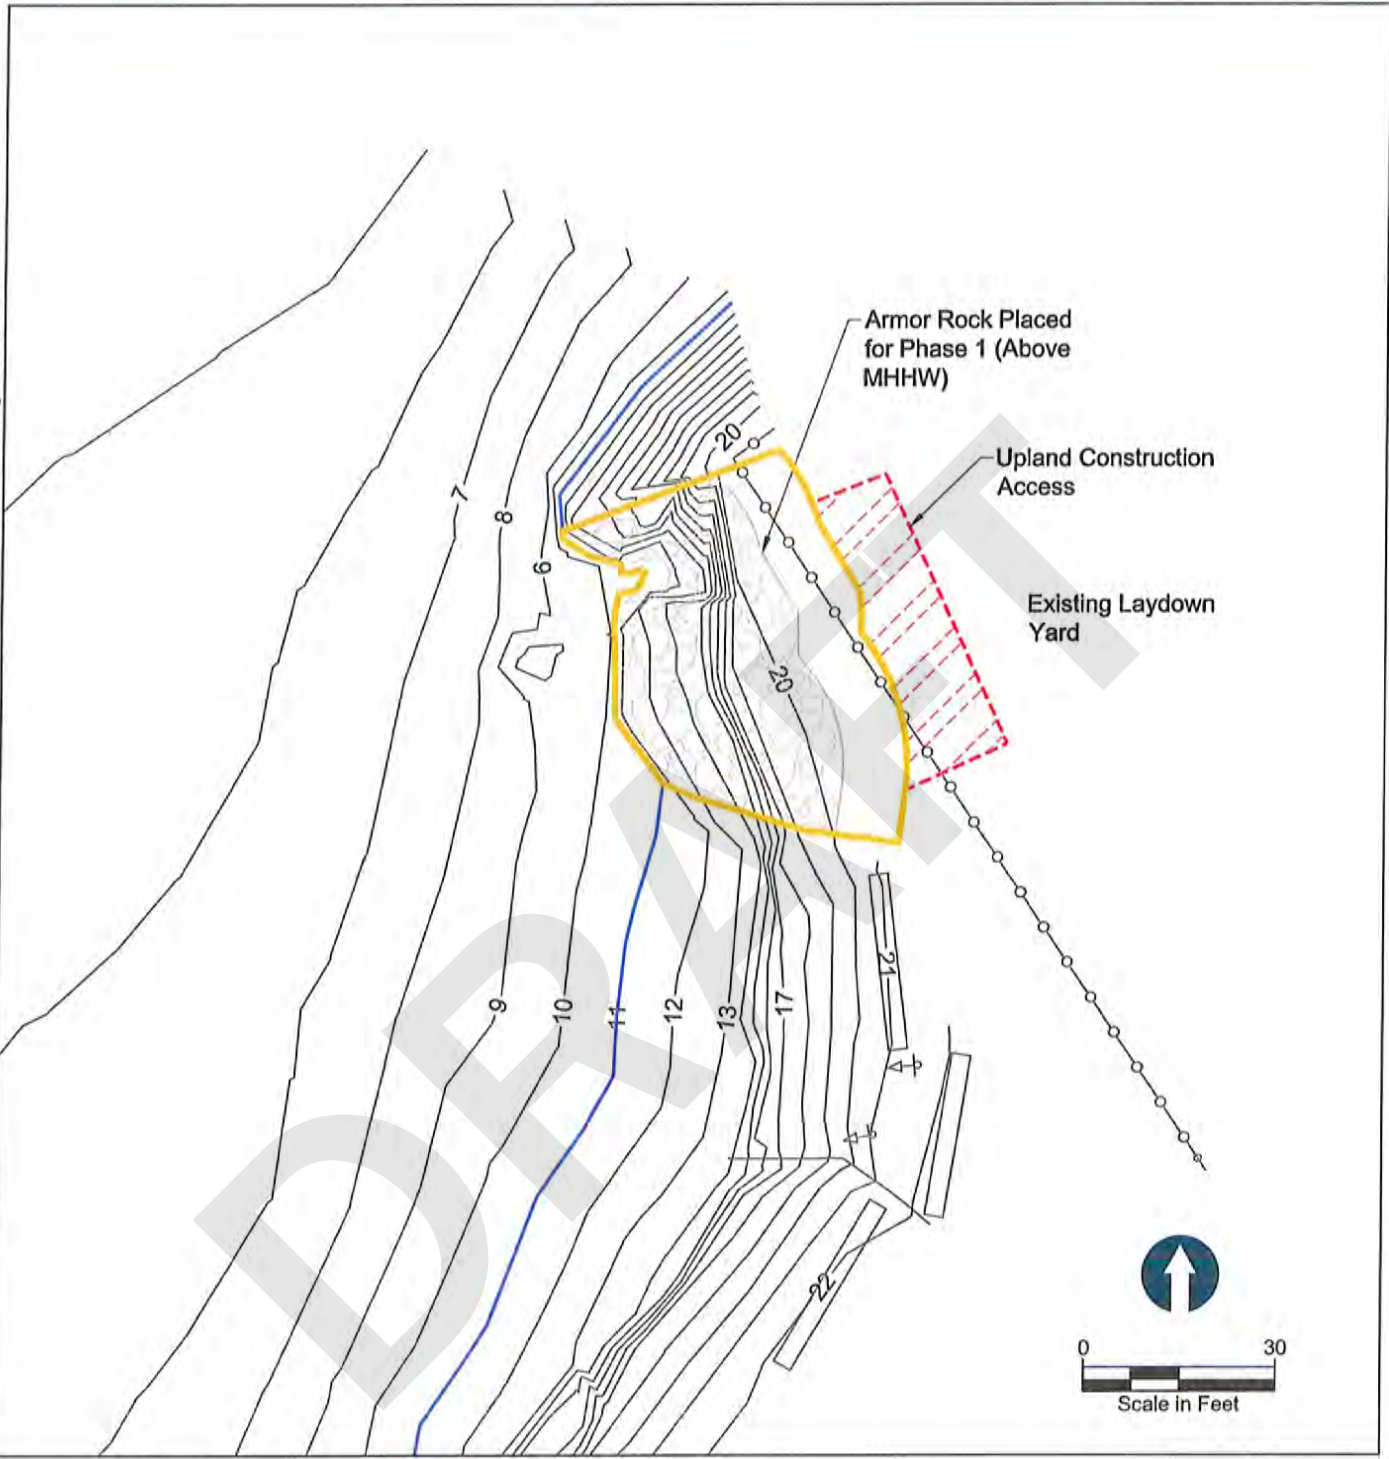 Armor Rock Placed
for Phase 1 (Above
MHHW)
20
Upland Construction
Access
7
8
9
Existing Laydown
Yard
20
21
9
10
11
12
13
17
22
0 30
Scale in Feet
DRAFT